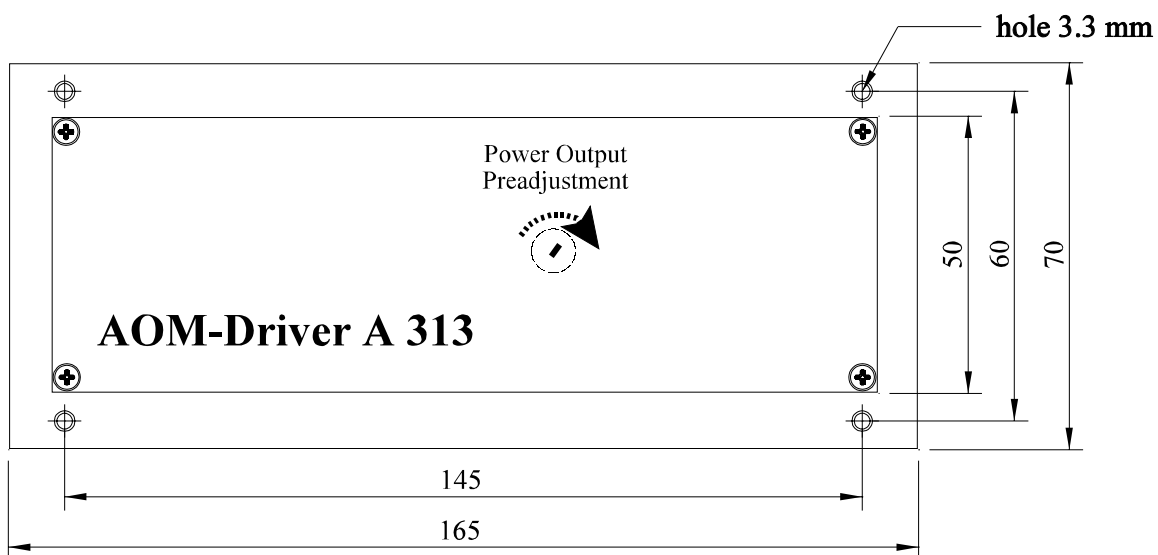 hole 3.3 mm
Power Output
Preadjustment
AOM-Driver A 313
50
60
70
145
165